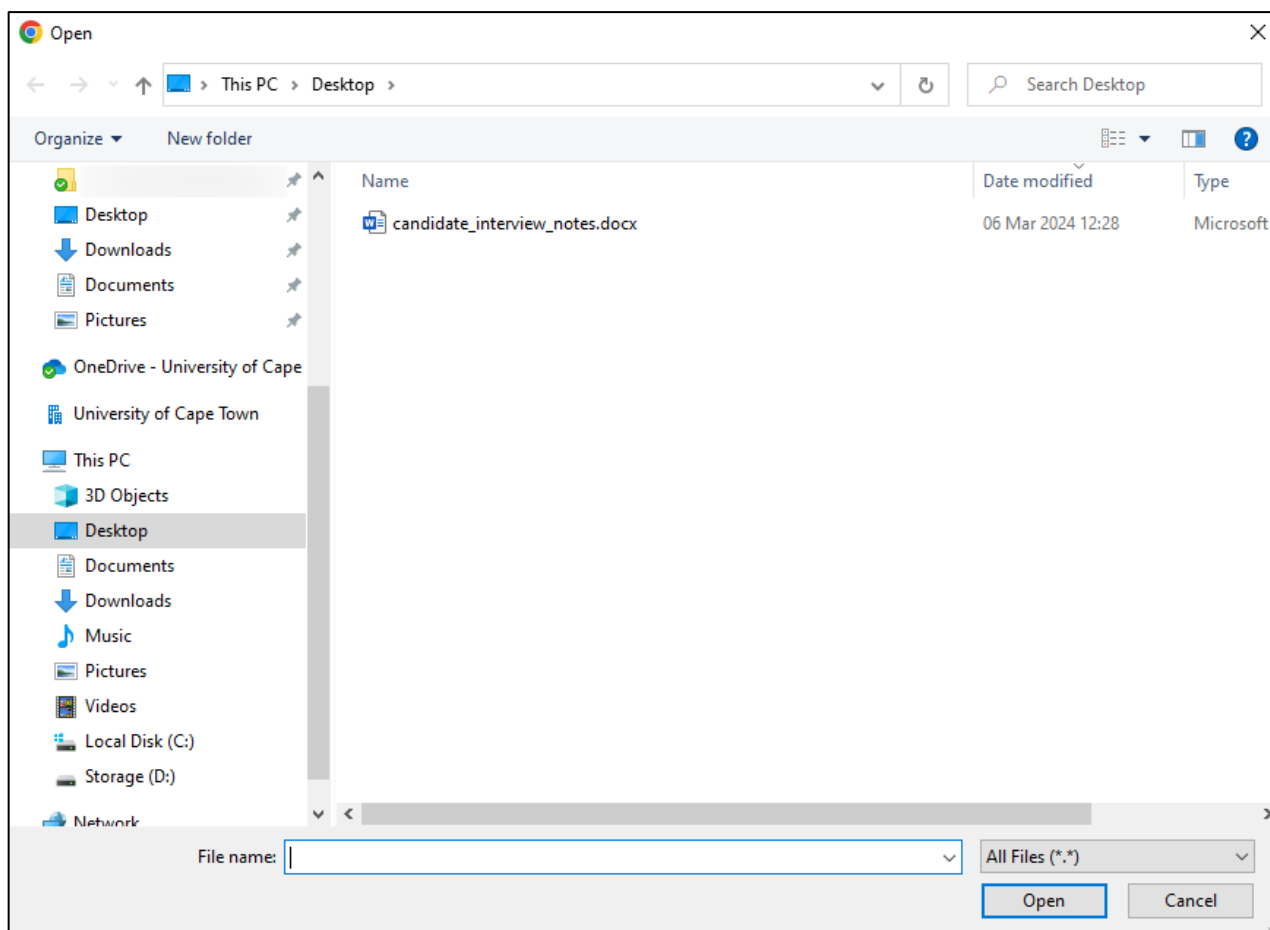 Open
This PC > Desktop >
Search Desktop
Organize
New folder
?
Name
Date modified
Type
Desktop
candidate_interview_notes.docx
06 Mar 2024 12:28
Microsoft
Downloads
Documents
Pictures
OneDrive - University of Cape
University of Cape Town
This PC
3D Objects
Desktop
Documents
Downloads
Music
Pictures
Videos
Local Disk (C:)
Storage (D:)
Network
File name:
All Files (*.*)
Open
Cancel